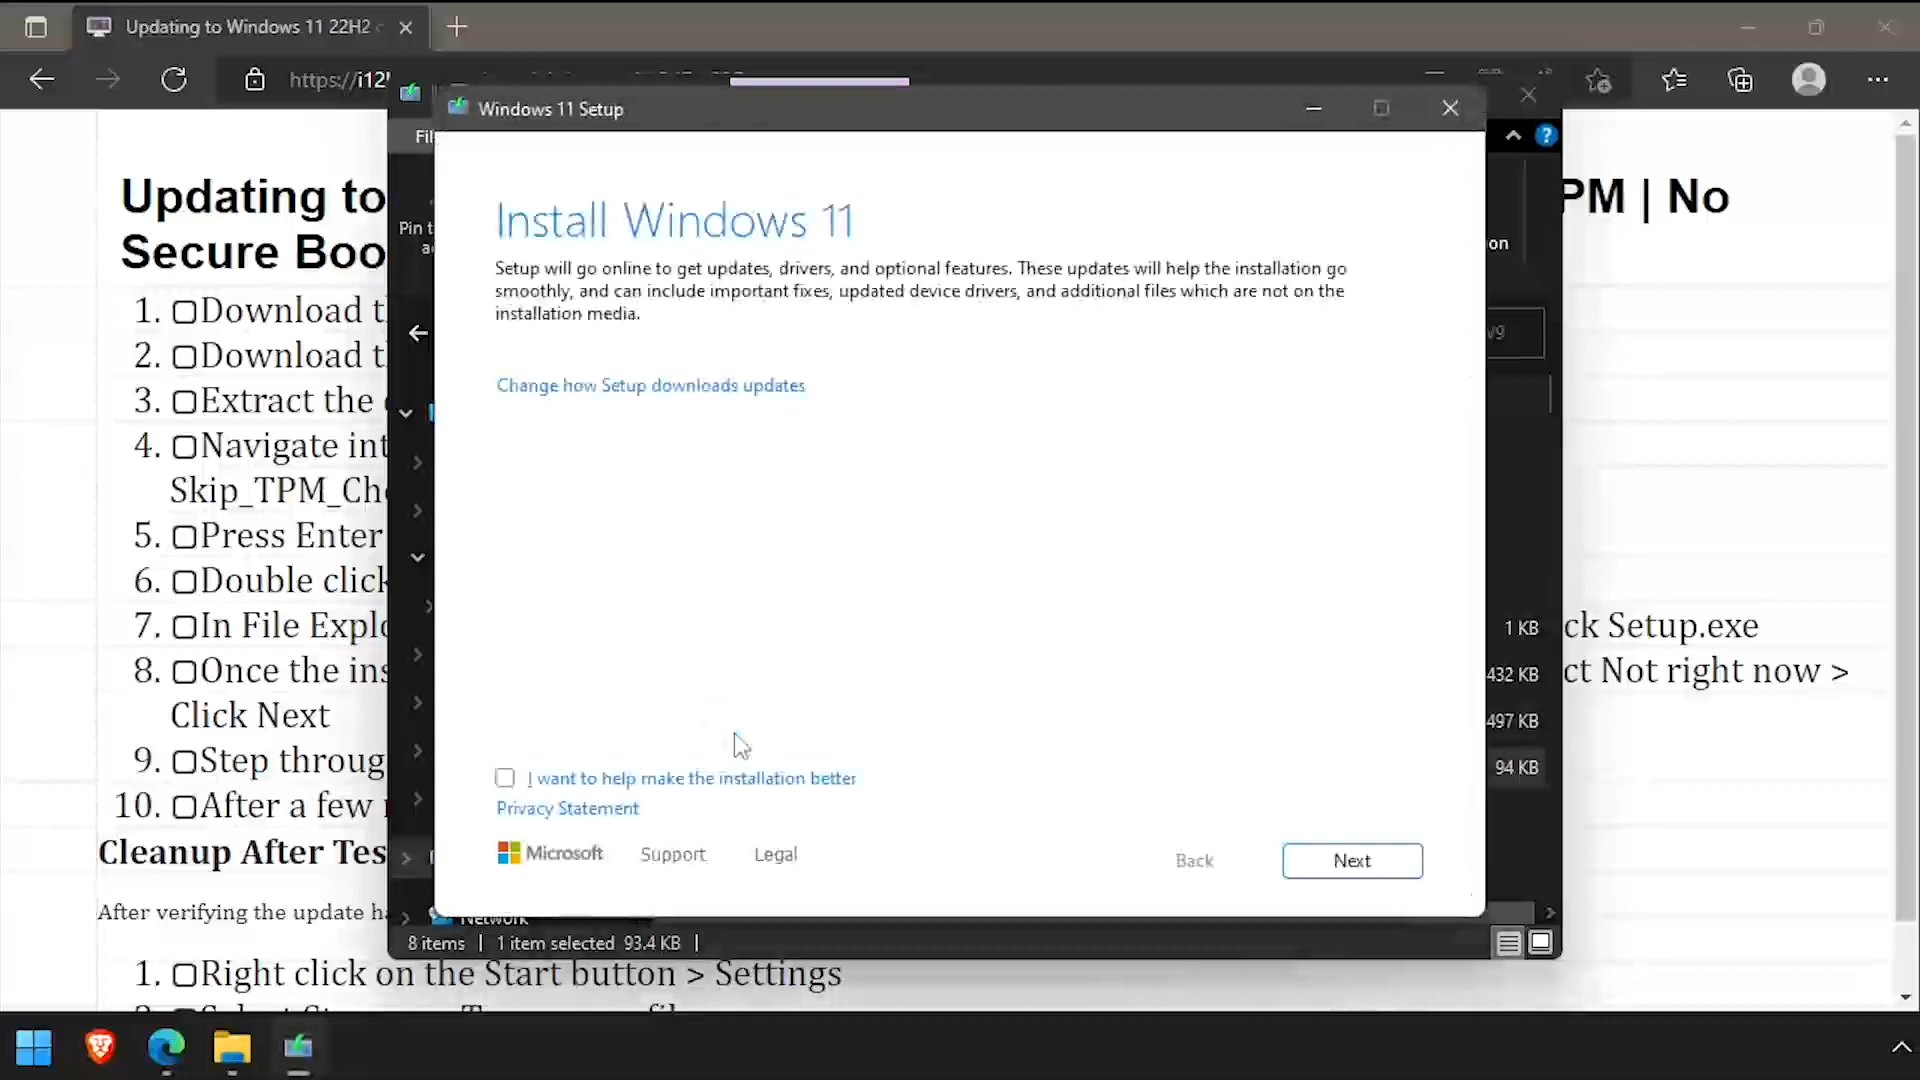 Updating to Windows 11 22H2
https://i12
Windows 11 Setup
Fil
Updating to
PM | No
Secure Boo
Pin t
on
Install Windows 11
Setup will go online to get updates, drivers, and optional features. These updates will help the installation go
smoothly, and can include important fixes, updated device drivers, and additional files which are not on the
installation media.
Change how Setup downloads updates
1. Download t
2. Download t
3. Extract the
4. Navigate int
Skip_TPM_Che
5. Press Enter
6. Double click
7. In File Explo
1 KB
ck Setup.exe
8. Once the ins
432 KB
ct Not right now >
Click Next
497 KB
9. Step throug
94 KB
10. After a few
I want to help make the installation better
Privacy Statement
Microsoft
Support
Legal
Back
Next
Cleanup After Tes
After verifying the update ha
Network
8 items | 1 item selected 93.4 KB |
1. Right click on the Start button > Settings